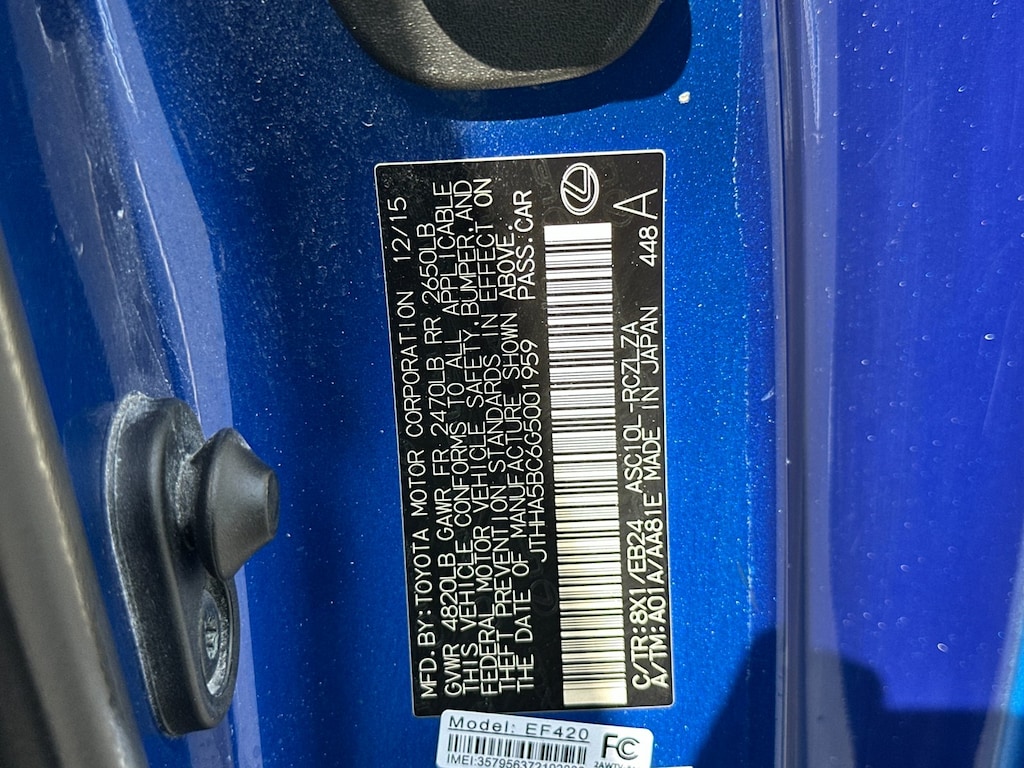 MFD.BY:TOYOTA MOTOR CORPORATION 12/15
GVWR 4820LB GAWR FR 2470LB RR 2650LB
THIS VEHICLE CONFORMS TO ALL APPLICABLE
FEDERAL MOTOR VEHICLE SAFETY,BUMPER,AND
THEFT PREVENTION STANDARDS IN EFFECT ON
THE DATE OF MANUFACTURE SHOWN ABOVE.
JTHHA5BC6G5001959 PASS.CAR
C/TR:8X1/EB24 ASC10L-RCZLZA
A/TM:A01A/AA81E MADE IN JAPAN 448A
Model: EF420
FC